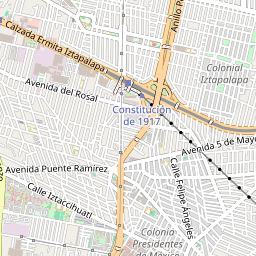 Calzada Ermita Iztapalapa
Anillo Pe
Colonial
Iztapalapa
Avenida del Rosal
Constitución
de 1917
Avenida 5 de Mayo
Avenida Puente Ramírez
Calle Felipe Ángeles
Calle Iztaccíhuatl
Colonia
Presidentes
de México